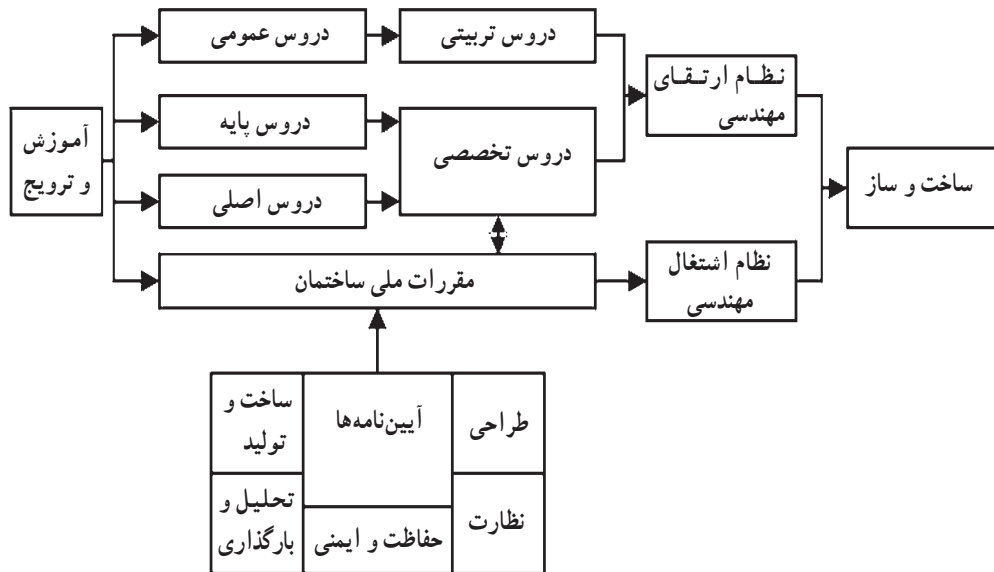 آموزش
و ترویج
دروس عمومی
دروس تربیتی
دروس پایه
دروس اصلی
دروس تخصصی
مقررات ملی ساختمان
نظام ارتقای
مهندسی
نظام اشتغال
مهندسی
ساخت و ساز
طراحی
آیین‌نامه‌ها
ساخت و
تولید
نظارت
حفاظت و ایمنی
تحلیل و
بارگذاری